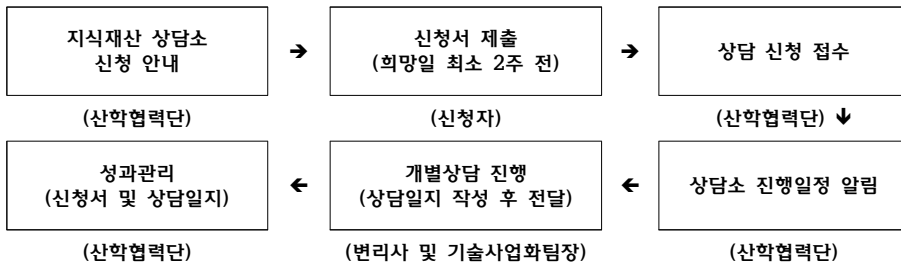 지식재산 상담소
신청 안내
➔
신청서 제출
(희망일 최소 2주 전)
➔
상담 신청 접수
(산학협력단)
(신청자)
(산학협력단) 🡻
성과관리
(신청서 및 상담일지)
🡸
개별상담 진행
(상담일지 작성 후 전달)
🡸
상담소 진행일정 알림
(산학협력단)
(변리사 및 기술사업화팀장)
(산학협력단)